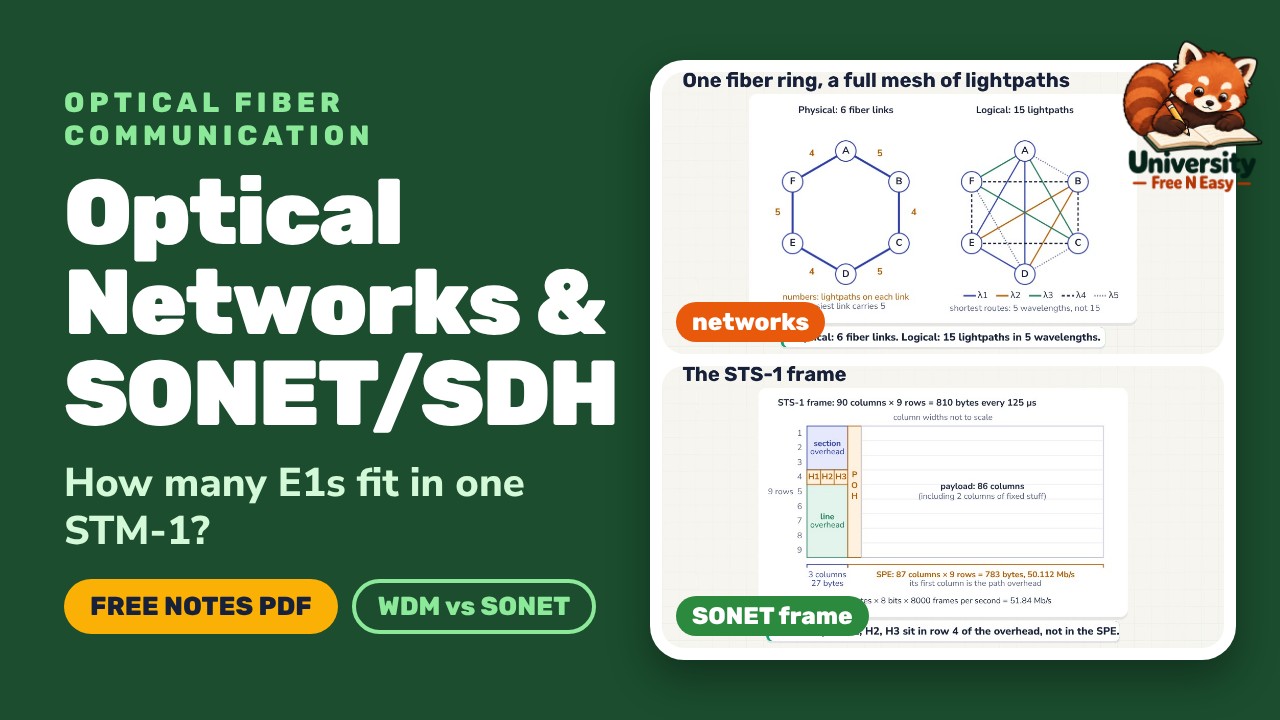 OPTICAL FIBER
COMMUNICATION
Optical
Networks &
SONET/SDH
How many E1s fit in one
STM-1?
FREE NOTES PDF
WDM vs SONET
One fiber ring, a full mesh of lightpaths
Physical: 6 fiber links
Logical: 15 lightpaths
4 A 5
F B
5 4
E C
4 D 5
A
F B
E C
D
numbers: lightpaths on each link
link carries 5
λ1 λ2 λ3 λ4 λ5
shortest routes: 5 wavelengths, not 15
networks
6 fiber links. Logical: 15 lightpaths in 5 wavelengths.
University
Free N Easy
The STS-1 frame
STS-1 frame: 90 columns × 9 rows = 810 bytes every 125 μs
column widths not to scale
1
2
3
4
9 rows 5
6
7
8
9
section
overhead
H1 H2 H3
line
overhead
P
O
H
payload: 86 columns
(including 2 columns of fixed stuff)
3 columns
27 bytes
SPE: 87 columns × 9 rows = 783 bytes, 50.112 Mb/s
its first column is the path overhead
× 8 bits × 8000 frames per second = 51.84 Mb/s
SONET frame
H2, H3 sit in row 4 of the overhead, not in the SPE.